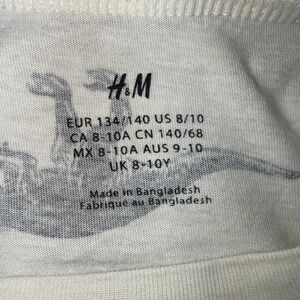 H&M
EUR 134/140 US 8/10
CA 8-10A CN 140/68
MX 8-10A AUS 9-10
UK 8-10Y
Made in Bangladesh
Fabriqué au Bangladesh